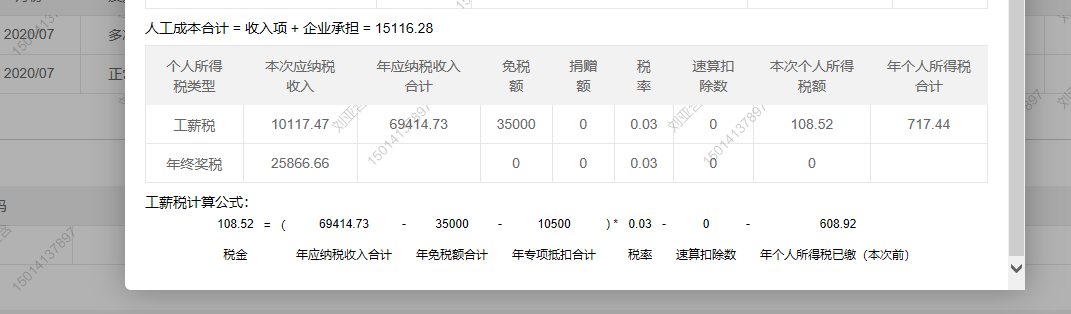 2020/07
2020/07
人工成本合计 = 收入项 + 企业承担 = 15116.28
个人所得税类型 本次应纳税收入 年应纳税收入合计 免税额 捐赠额 税率 速算扣除数 本次个人所得税额 年个人所得税合计
工薪税 10117.47 69414.73 35000 0 0.03 0 108.52 717.44
年终奖税 25866.66 0 0 0.03 0 0
工薪税计算公式：
108.52 = ( 69414.73 - 35000 - 10500 ) * 0.03 - 0 - 608.92
税金 年应纳税收入合计 年免税额合计 年专项抵扣合计 税率 速算扣除数 年个人所得税已缴（本次前）
码
15014137897
15014137897
15014137897